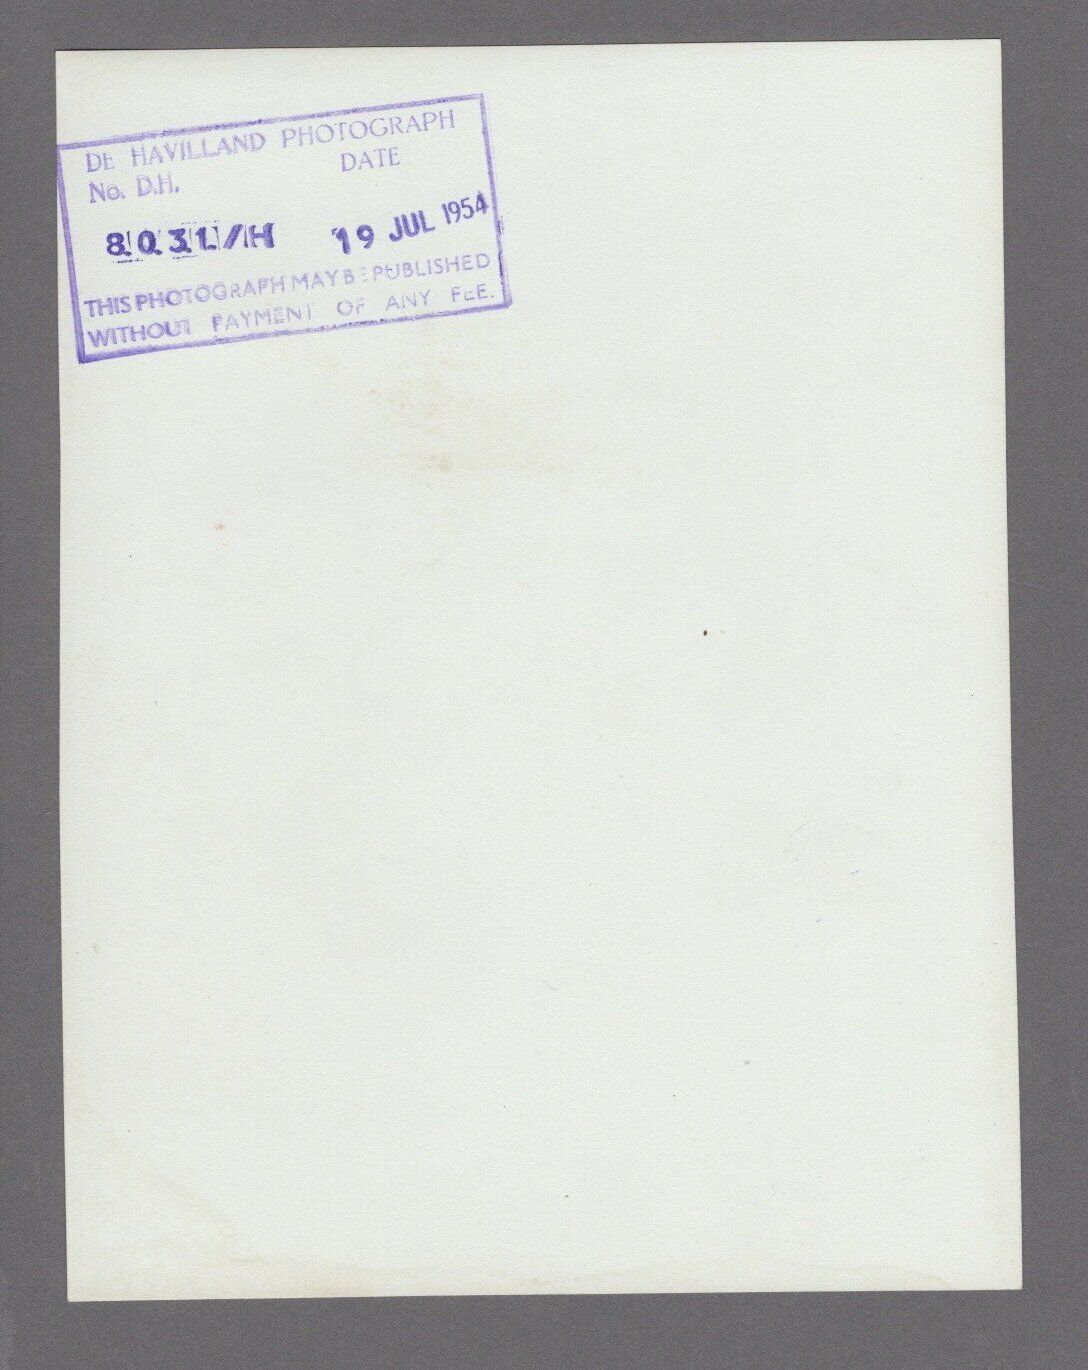 DE HAVILLAND PHOTOGRAPH
No. D.H. DATE
8031/H 19 JUL 1954
THIS PHOTOGRAPH MAY BE PUBLISHED
WITHOUT PAYMENT OF ANY FEE.